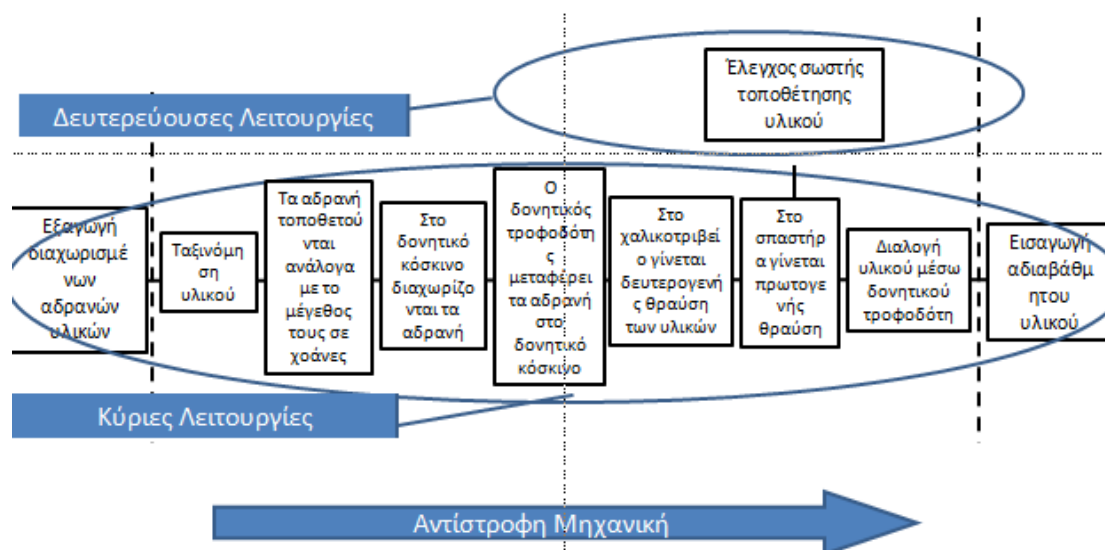 Έλεγχος σωστής
τοποθέτησης
υλικού
Δευτερεύουσες Λειτουργίες
Εξαγωγή
διαχωρισμέ
νων
αδρανών
υλικών
Ταξινόμη
ση
υλικού
Τα αδρανή
τοποθετού
νται
ανάλογα
με το
μέγεθος
τους σε
χοάνες
Στο
δονητικό
κόσκινο
διαχωρίζο
νται τα
αδρανή
Ο
δονητικός
τροφοδότη
ς
μεταφέρει
τα αδρανή
στο
δονητικό
κόσκινο
Στο
χαλικοτριβεί
ο γίνεται
δευτερογενή
ς θραύση
των υλικών
Στο
σπαστήρ
α γίνεται
πρωτογε
νής
θραύση
Διαλογή
υλικού μέσω
δονητικού
τροφοδότη
Εισαγωγή
αδιαβάθμ
ητου
υλικού
Κύριες Λειτουργίες
Αντίστροφη Μηχανική